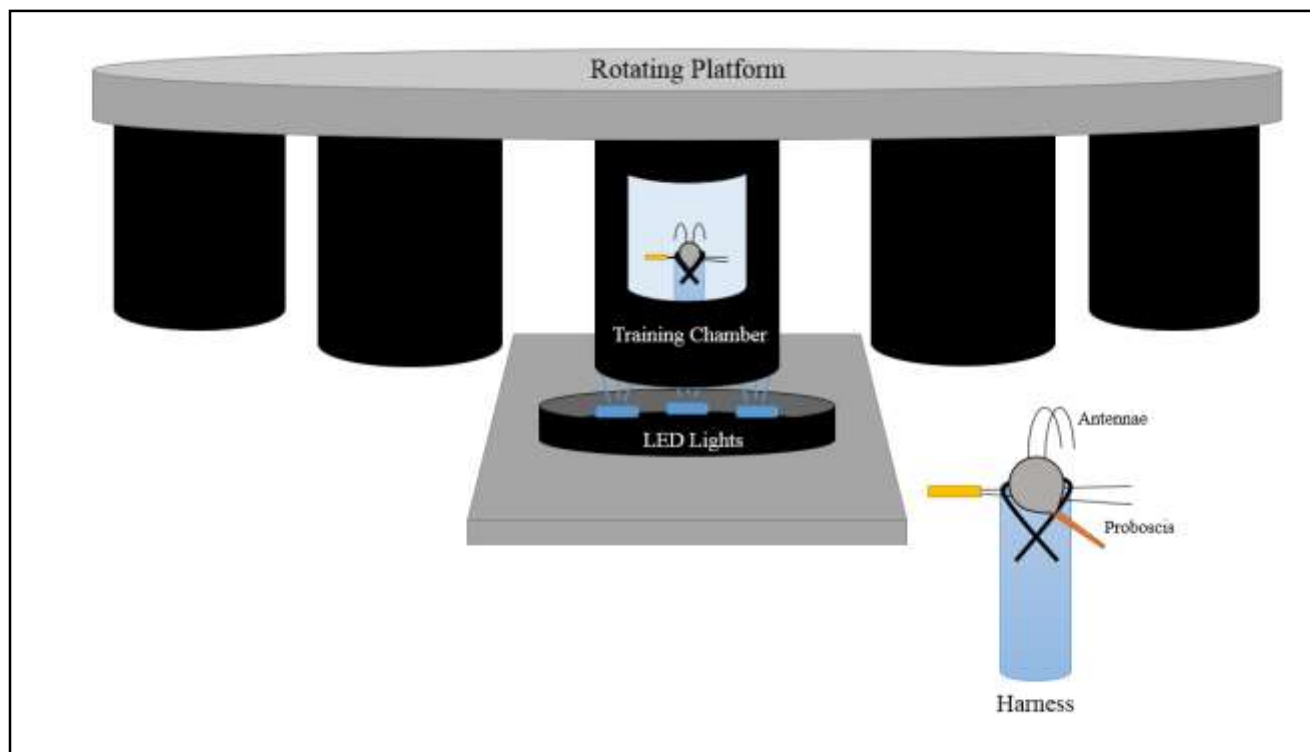 Rotating Platform
Training Chamber
LED Lights
Antennae
Proboscis
Harness